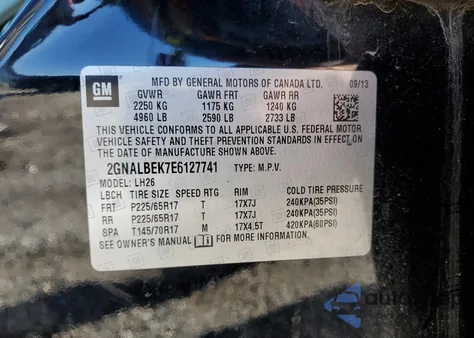 GM
MFD BY GENERAL MOTORS OF CANADA LTD. 09/13
GVWR GAWR FRT GAWR RR
2250 KG 1175 KG 1240 KG
4960 LB 2590 LB 2733 LB
THIS VEHICLE CONFORMS TO ALL APPLICABLE U.S. FEDERAL MOTOR
VEHICLE SAFETY AND THEFT PREVENTION STANDARDS IN EFFECT ON
THE DATE OF MANUFACTURE SHOWN ABOVE.
2GNALBEK7E6127741 TYPE: M.P.V.
MODEL: LH26
LBCH TIRE SIZE SPEED RTG RIM COLD TIRE PRESSURE
FRT P225/65R17 T 17X7J 240KPA(35PSI)
RR P225/65R17 T 17X7J 240KPA(35PSI)
SPA T145/70R17 M 17X4.5T 420KPA(60PSI)
SEE OWNER'S MANUAL FOR MORE INFORMATION.